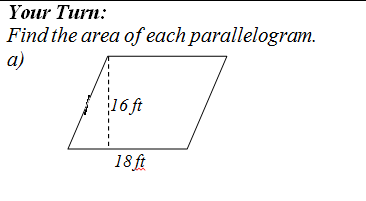 Your Turn:
Find the area of each parallelogram.
a)
16 ft
18 ft